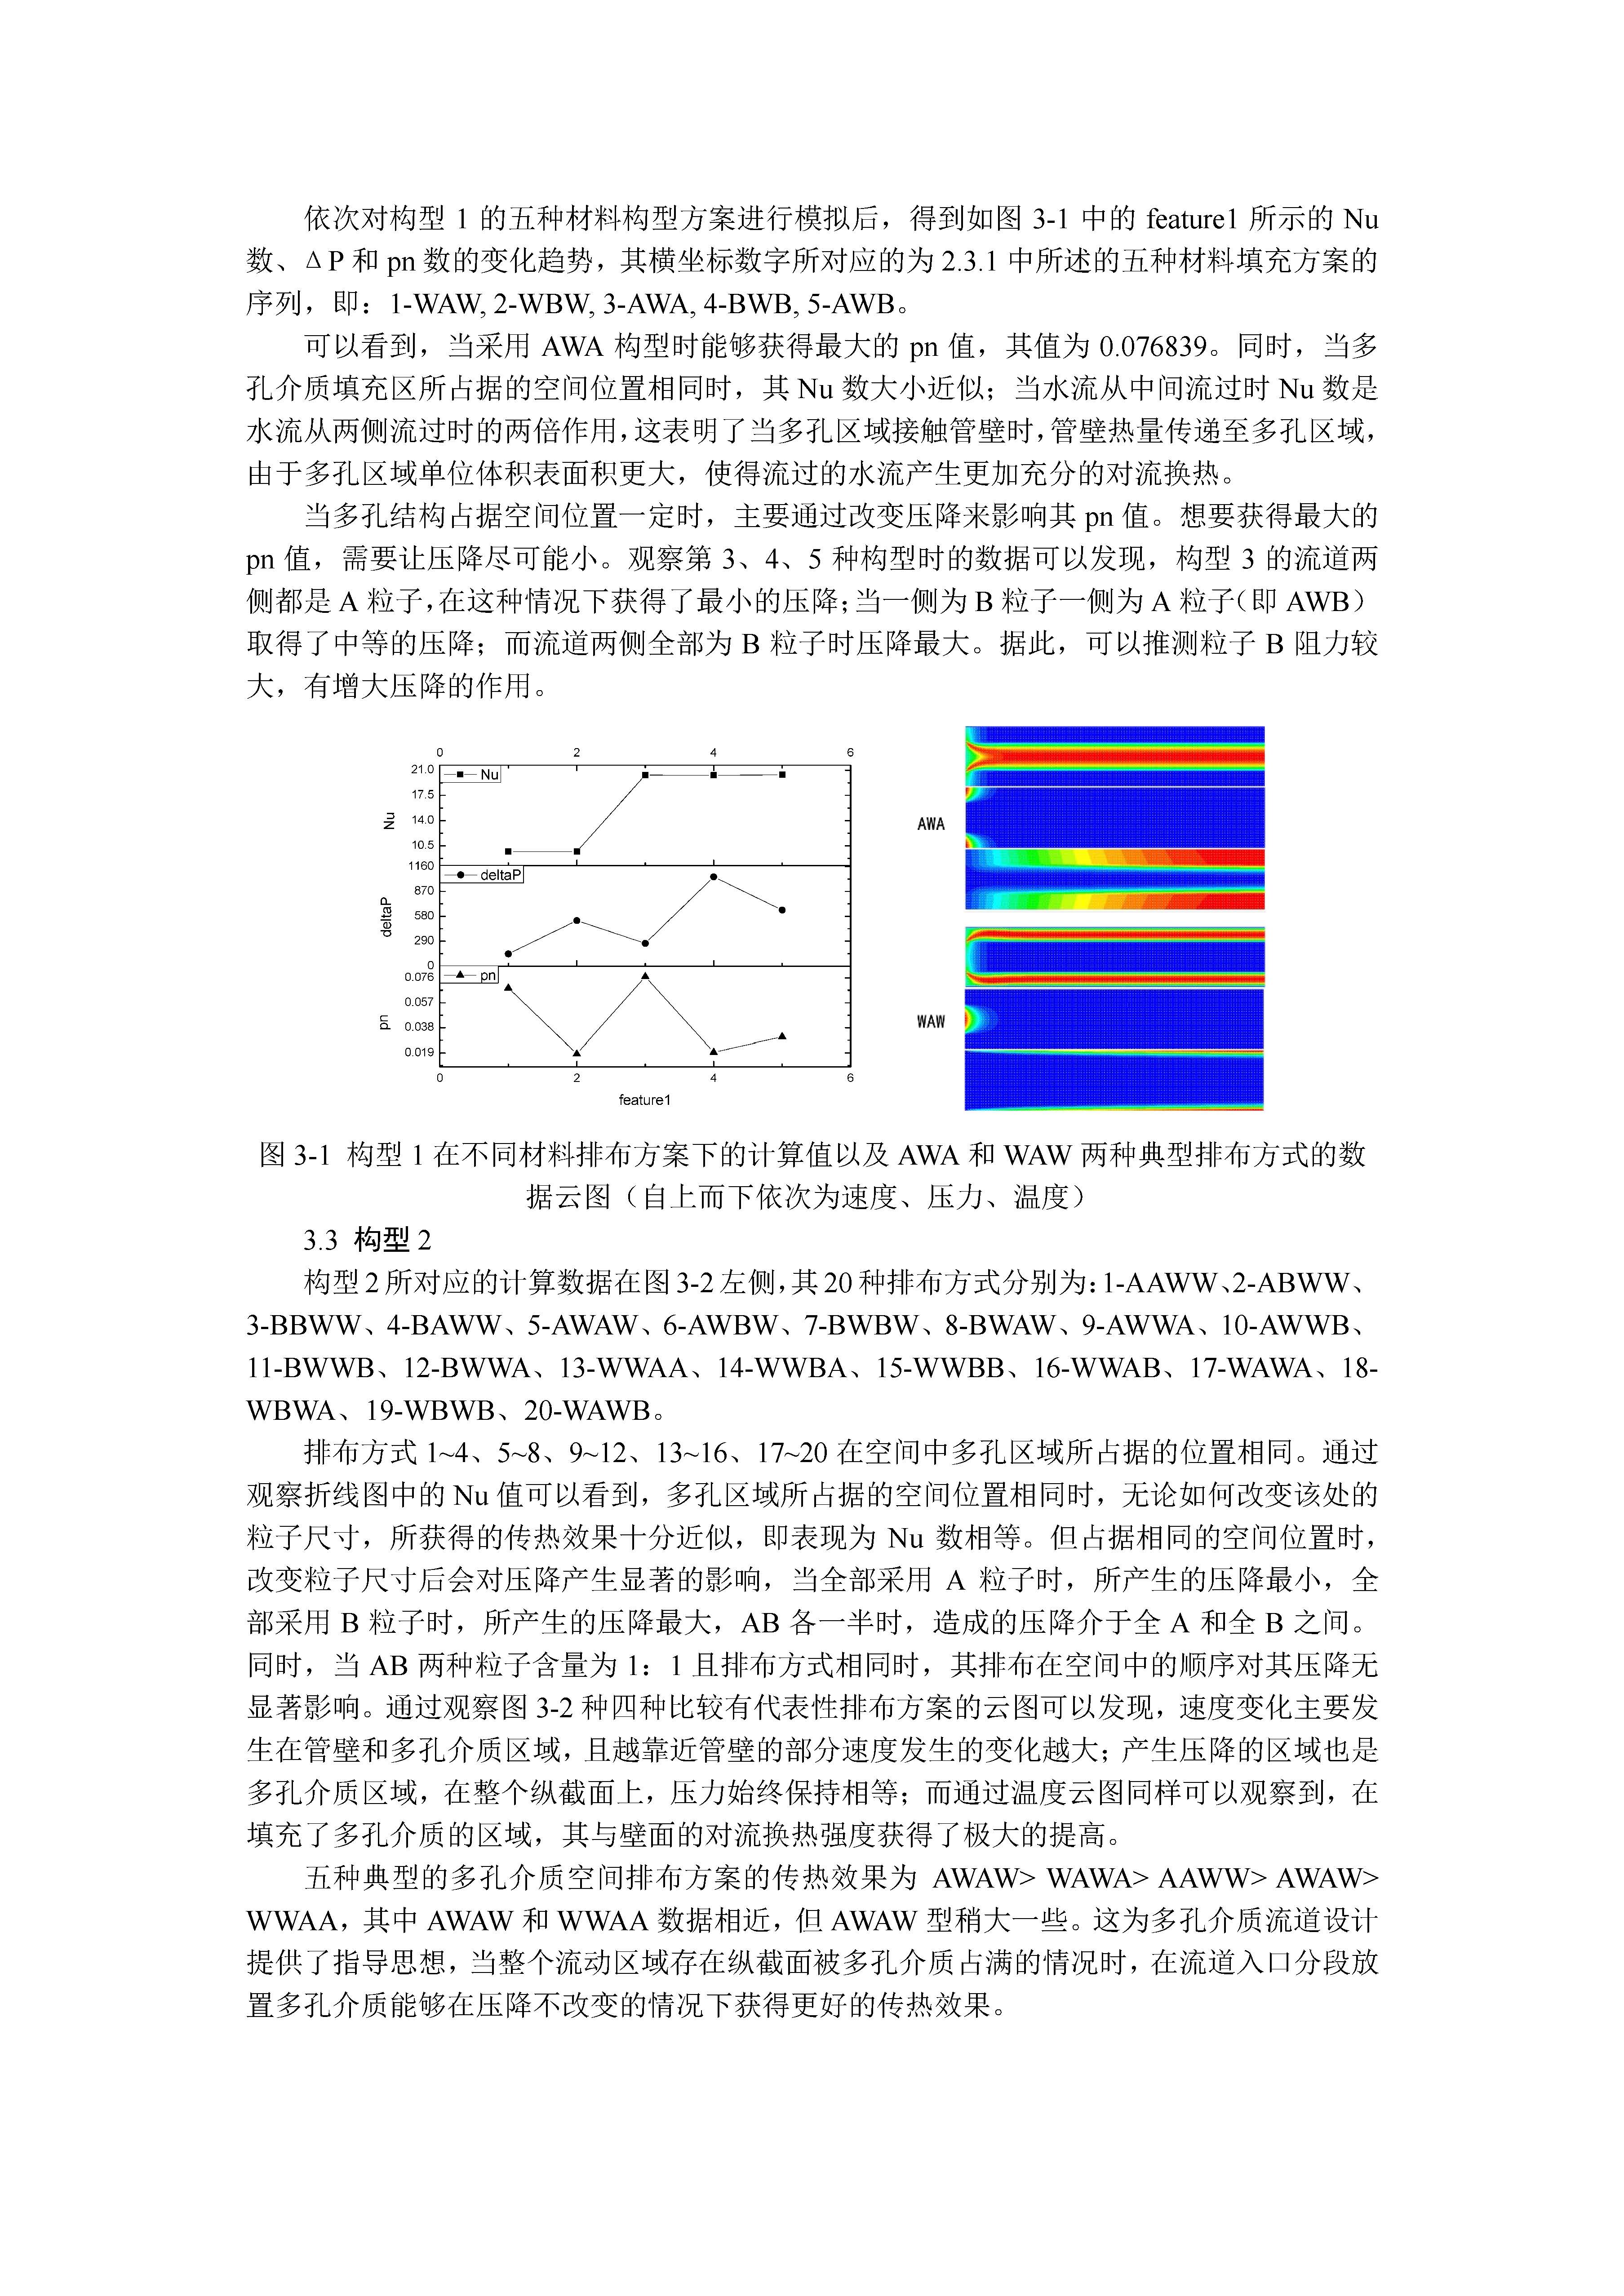 依次对构型 1 的五种材料构型方案进行模拟后，得到如图 3-1 中的 feature1 所示的 Nu
数、ΔP 和 pn 数的变化趋势，其横坐标数字所对应的为 2.3.1 中所述的五种材料填充方案的
序列，即：1-WAW, 2-WBW, 3-AWA, 4-BWB, 5-AWB。
可以看到，当采用 AWA 构型时能够获得最大的 pn 值，其值为 0.076839。同时，当多
孔介质填充区所占据的空间位置相同时，其 Nu 数大小近似；当水流从中间流过时 Nu 数是
水流从两侧流过时的两倍作用，这表明了当多孔区域接触管壁时，管壁热量传递至多孔区域，
由于多孔区域单位体积表面积更大，使得流过的水流产生更加充分的对流换热。
当多孔结构占据空间位置一定时，主要通过改变压降来影响其 pn 值。想要获得最大的
pn 值，需要让压降尽可能小。观察第 3、4、5 种构型时的数据可以发现，构型 3 的流道两
侧都是 A 粒子，在这种情况下获得了最小的压降；当一侧为 B 粒子一侧为 A 粒子（即 AWB）
取得了中等的压降；而流道两侧全部为 B 粒子时压降最大。据此，可以推测粒子 B 阻力较
大，有增大压降的作用。
0 2 4 6
21.0
17.5
14.0
10.5
Nu
Nu
1160
870
580
290
0
deltaP
deltaP
0.076
0.057
0.038
0.019
pn
pn
0 2 4 6
feature1
AWA
WAW
图 3-1 构型 1 在不同材料排布方案下的计算值以及 AWA 和 WAW 两种典型排布方式的数
据云图（自上而下依次为速度、压力、温度）
3.3 构型 2
构型 2 所对应的计算数据在图 3-2 左侧，其 20 种排布方式分别为：1-AAWW、2-ABWW、
3-BBWW、4-BAWW、5-AWAW、6-AWBW、7-BWBW、8-BWAW、9-AWWA、10-AWWB、
11-BWWB、12-BWWA、13-WWAA、14-WWBA、15-WWBB、16-WWAB、17-WAWA、18-
WBWA、19-WBWB、20-WAWB。
排布方式 1~4、5~8、9~12、13~16、17~20 在空间中多孔区域所占据的位置相同。通过
观察折线图中的 Nu 值可以看到，多孔区域所占据的空间位置相同时，无论如何改变该处的
粒子尺寸，所获得的传热效果十分近似，即表现为 Nu 数相等。但占据相同的空间位置时，
改变粒子尺寸后会对压降产生显著的影响，当全部采用 A 粒子时，所产生的压降最小，全
部采用 B 粒子时，所产生的压降最大，AB 各一半时，造成的压降介于全 A 和全 B 之间。
同时，当 AB 两种粒子含量为 1：1 且排布方式相同时，其排布在空间中的顺序对其压降无
显著影响。通过观察图 3-2 种四种比较有代表性排布方案的云图可以发现，速度变化主要发
生在管壁和多孔介质区域，且越靠近管壁的部分速度发生的变化越大；产生压降的区域也是
多孔介质区域，在整个纵截面上，压力始终保持相等；而通过温度云图同样可以观察到，在
填充了多孔介质的区域，其与壁面的对流换热强度获得了极大的提高。
五种典型的多孔介质空间排布方案的传热效果为 AWAW> WAWA> AAWW> AWAW>
WWAA，其中 AWAW 和 WWAA 数据相近，但 AWAW 型稍大一些。这为多孔介质流道设计
提供了指导思想，当整个流动区域存在纵截面被多孔介质占满的情况时，在流道入口分段放
置多孔介质能够在压降不改变的情况下获得更好的传热效果。